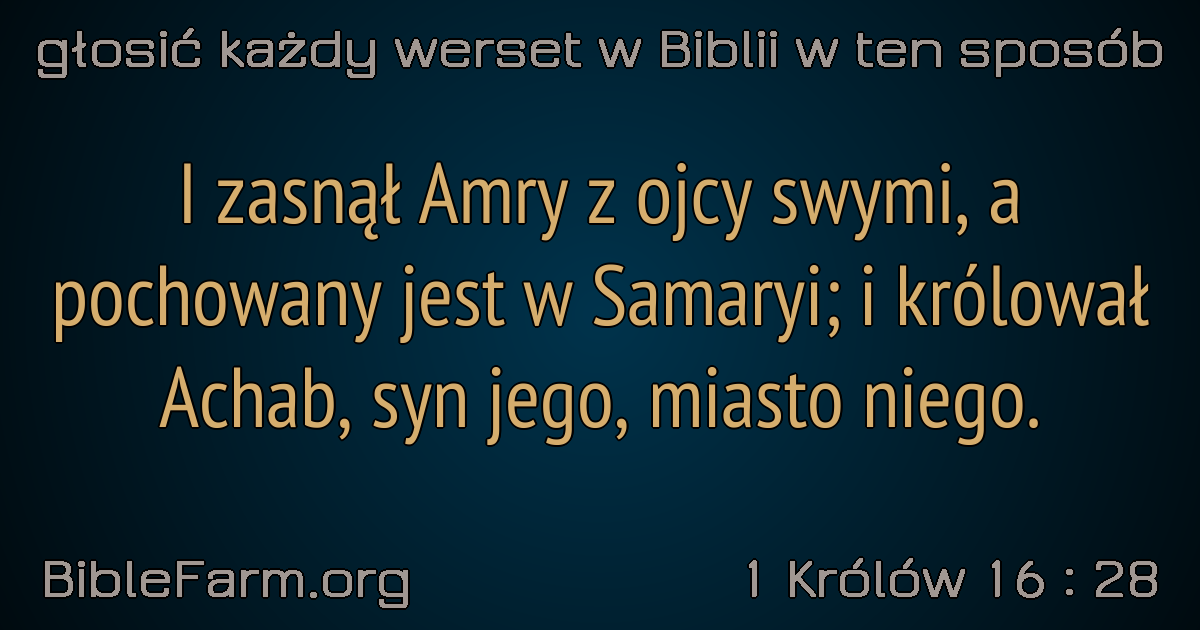 głosić każdy werset w Biblii w ten sposób
I zasnął Amry z ojcy swymi, a
pochowany jest w Samaryi; i królował
Achab, syn jego, miasto niego.
BibleFarm.org
1 Królów 16 : 28